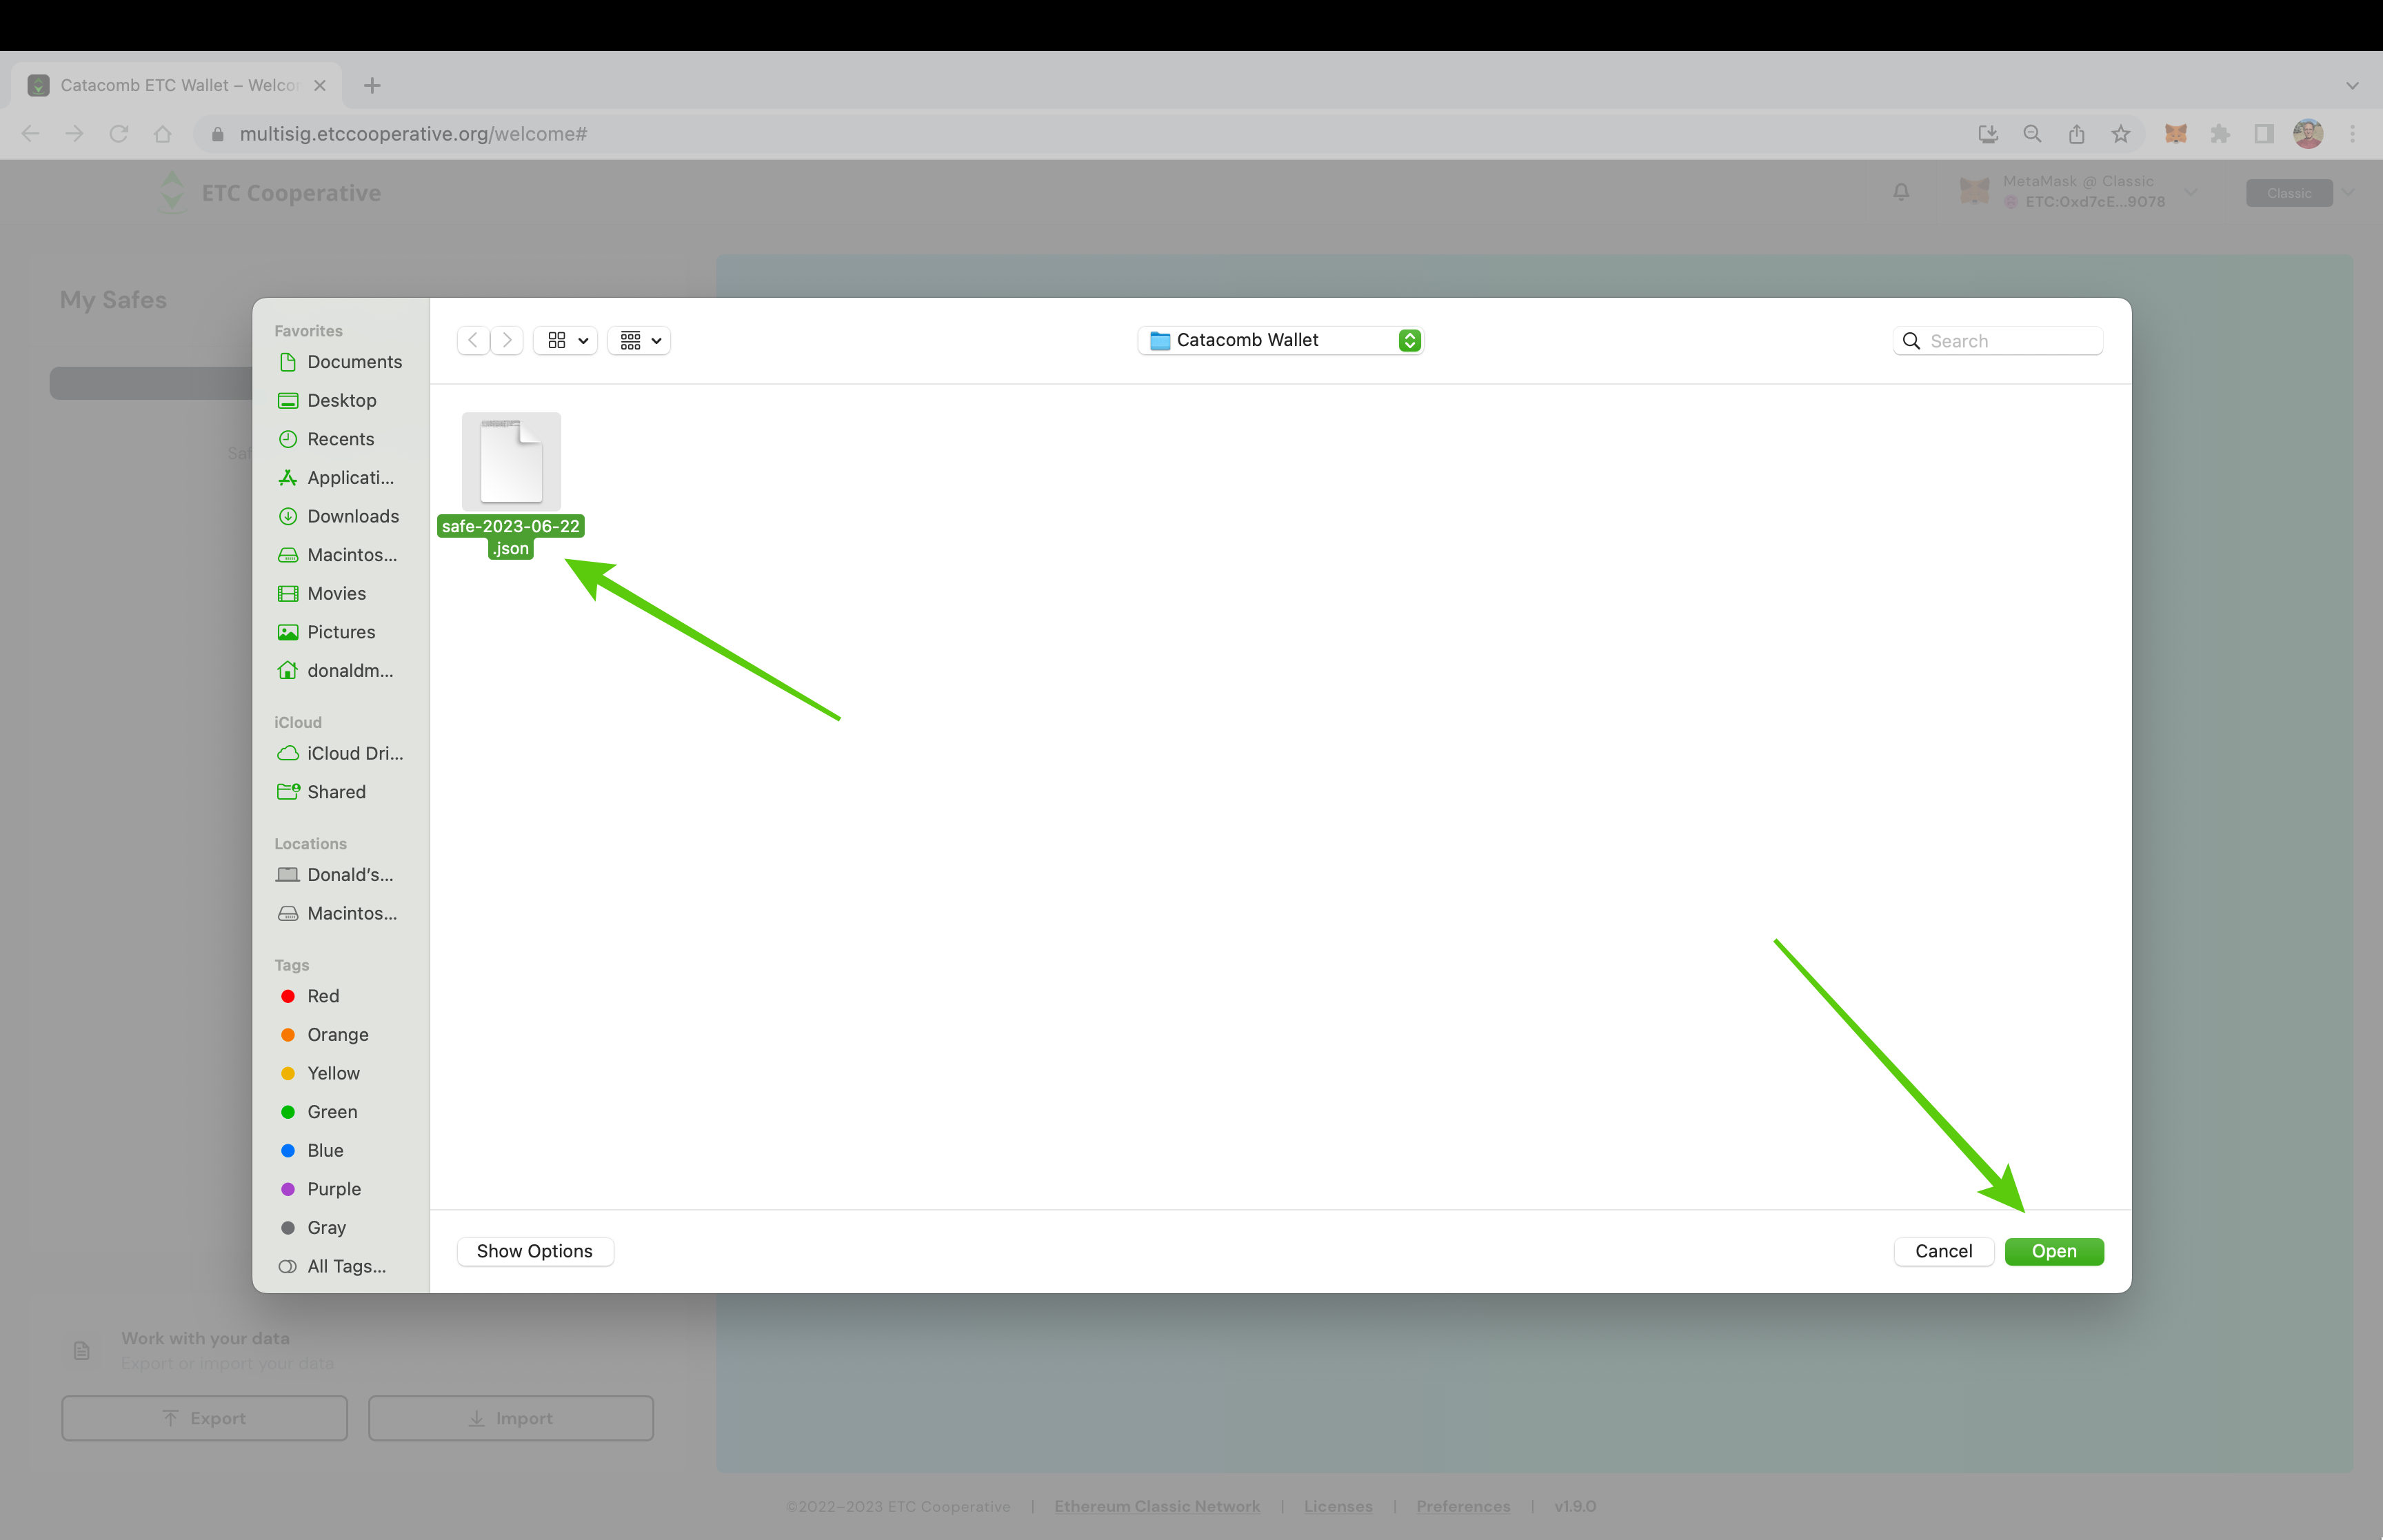 Catacomb ETC Wallet – Welcor
multisig.etccooperative.org/welcome#
ETC Cooperative
MetaMask @ Classic
ETC:0xd7cE...9078
Classic
My Safes
Saf
Favorites
Documents
Desktop
Recents
Applicati...
Downloads
Macintos...
Movies
Pictures
donaldm...
iCloud
iCloud Dri...
Shared
Locations
Donald's...
Macintos...
Tags
Red
Orange
Yellow
Green
Blue
Purple
Gray
All Tags...
Catacomb Wallet
Search
safe-2023-06-22
.json
Show Options
Cancel
Open
Work with your data
Export or import your data
Export
Import
©2022–2023 ETC Cooperative | Ethereum Classic Network | Licenses | Preferences | v1.9.0